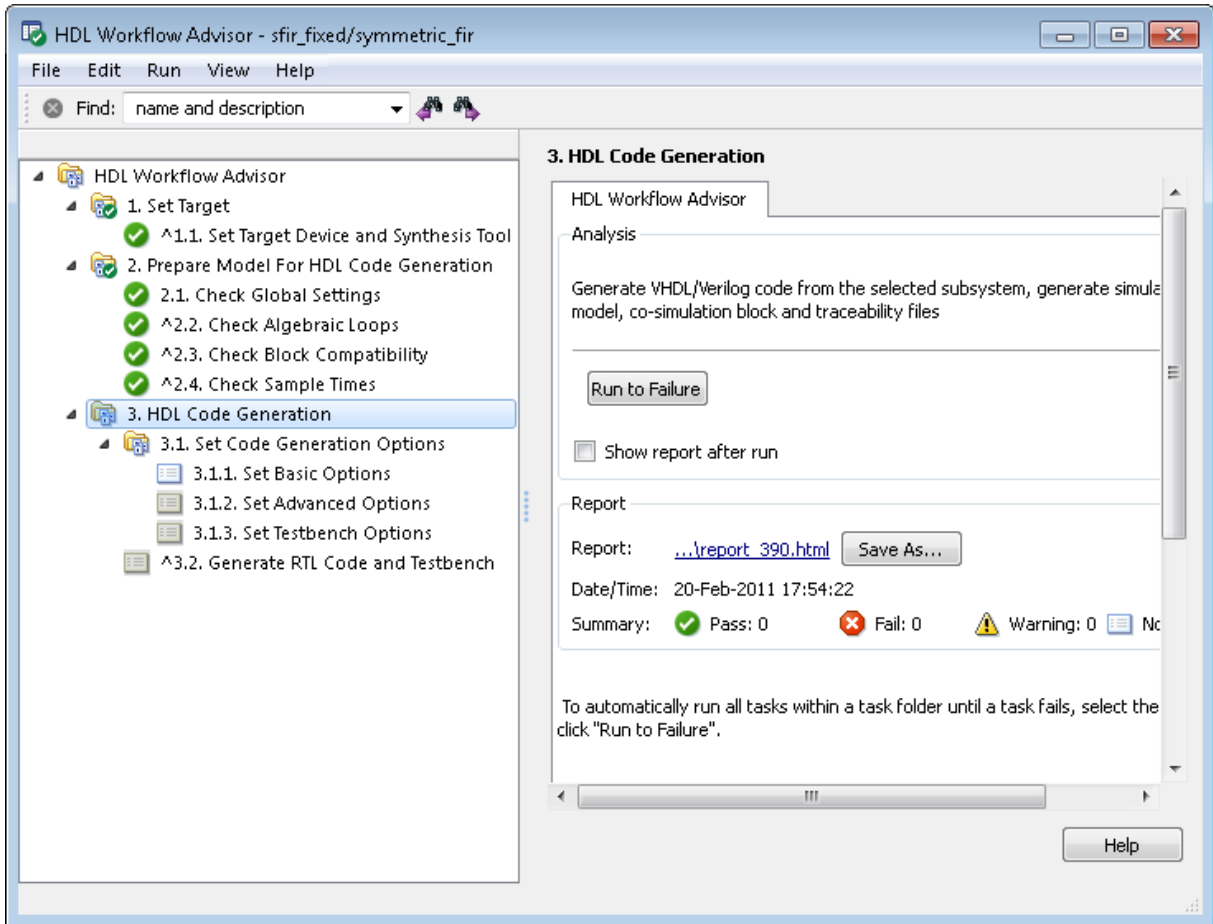 HDL Workflow Advisor - sfir_fixed/symmetric_fir
File Edit Run View Help
Find: name and description
HDL Workflow Advisor
1. Set Target
^1.1. Set Target Device and Synthesis Tool
2. Prepare Model For HDL Code Generation
2.1. Check Global Settings
^2.2. Check Algebraic Loops
^2.3. Check Block Compatibility
^2.4. Check Sample Times
3. HDL Code Generation
3.1. Set Code Generation Options
3.1.1. Set Basic Options
3.1.2. Set Advanced Options
3.1.3. Set Testbench Options
^3.2. Generate RTL Code and Testbench
3. HDL Code Generation
HDL Workflow Advisor
Analysis
Generate VHDL/Verilog code from the selected subsystem, generate simula
model, co-simulation block and traceability files
Run to Failure
Show report after run
Report
Report: ...\report_390.html Save As...
Date/Time: 20-Feb-2011 17:54:22
Summary: Pass: 0 Fail: 0 Warning: 0 No
To automatically run all tasks within a task folder until a task fails, select the
click "Run to Failure".
Help